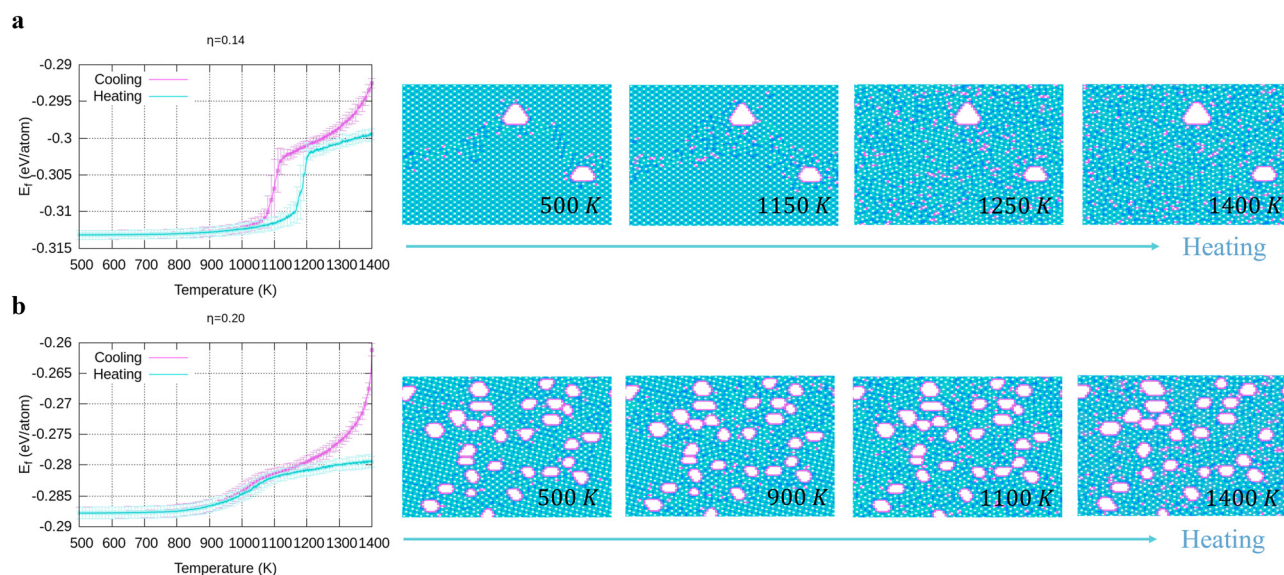 a
η=0.14
-0.29
Cooling
Heating
-0.295
-0.3
-0.305
-0.31
-0.315
E_f (eV/atom)
500 600 700 800 900 1000 1100 1200 1300 1400
Temperature (K)
500 K
1150 K
1250 K
1400 K
Heating
b
η=0.20
-0.26
Cooling
Heating
-0.265
-0.27
-0.275
-0.28
-0.285
-0.29
E_f (eV/atom)
500 600 700 800 900 1000 1100 1200 1300 1400
Temperature (K)
500 K
900 K
1100 K
1400 K
Heating